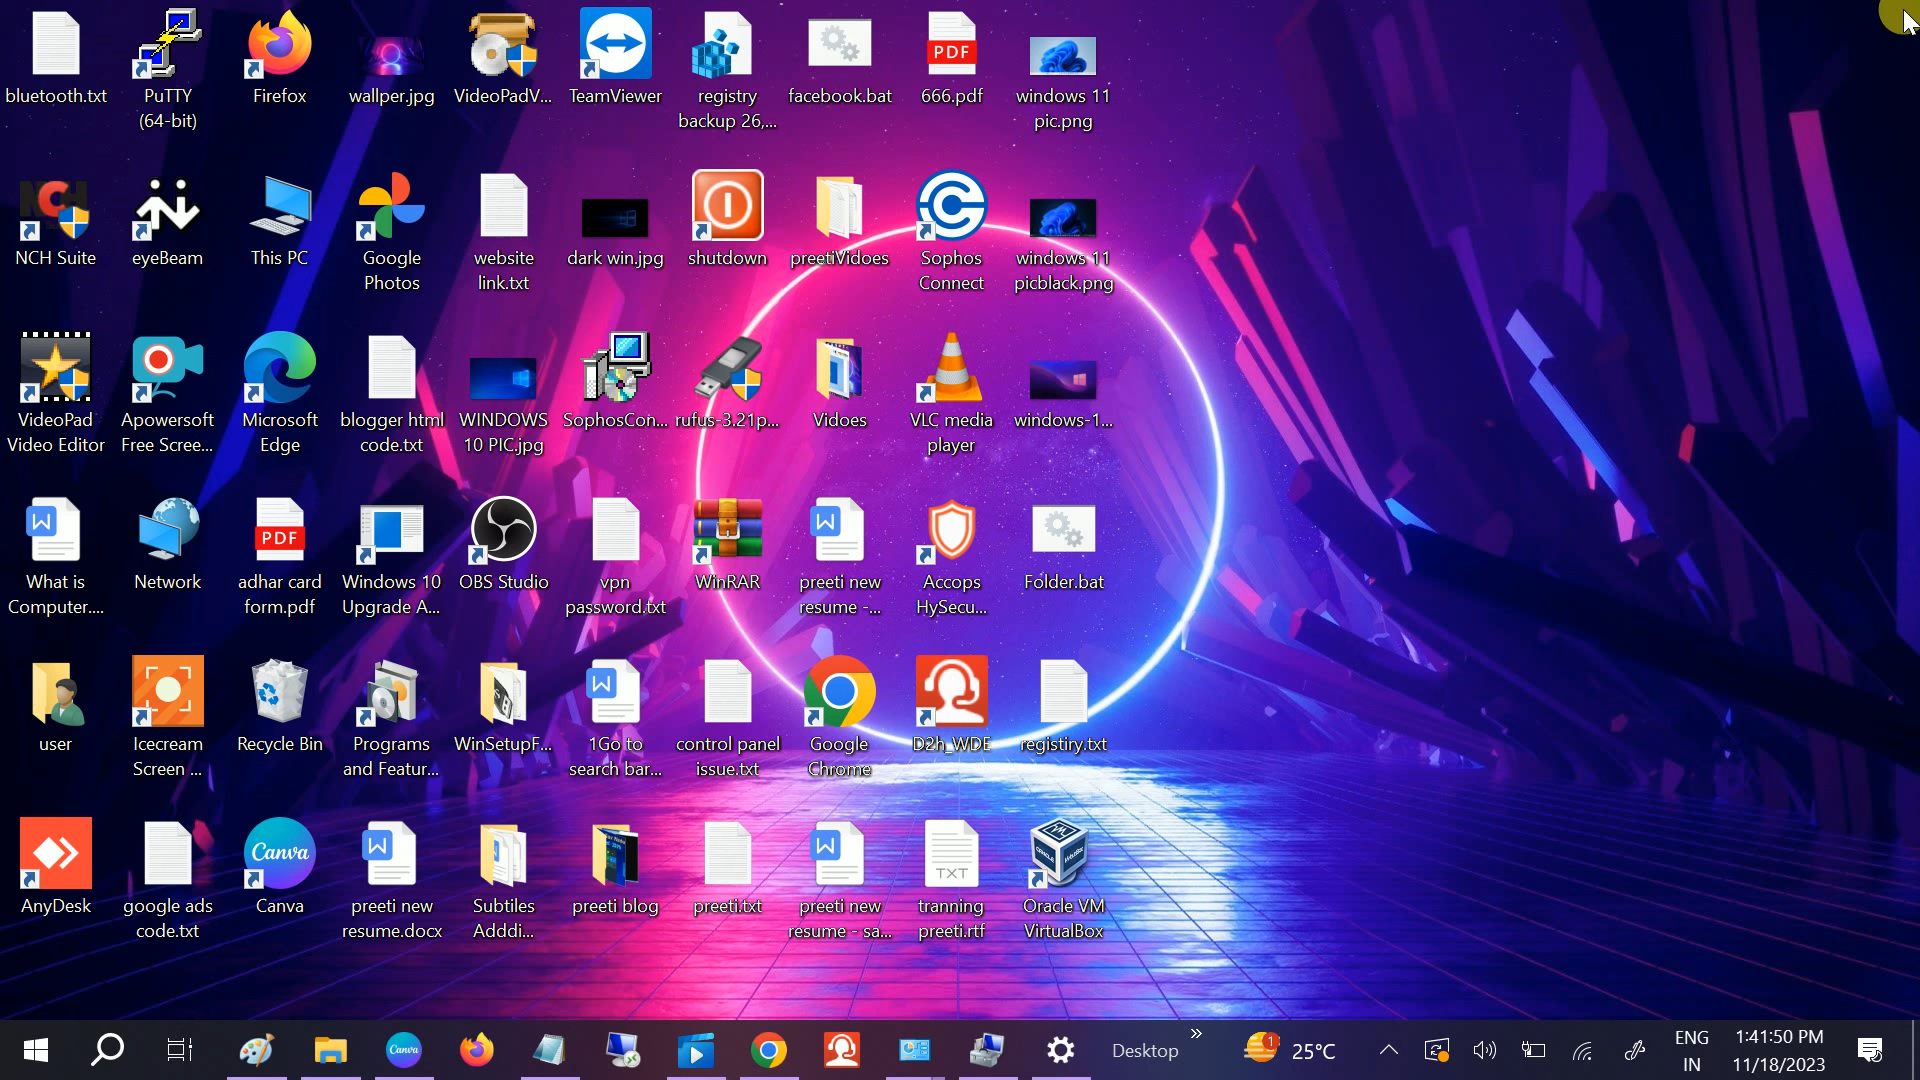 bluetooth.txt
PuTTY
(64-bit)
Firefox
wallper.jpg
VideoPadV...
TeamViewer
registry
backup 26,...
facebook.bat
PDF
666.pdf
windows 11
pic.png
NCH
NCH Suite
eyeBeam
This PC
Google
Photos
website
link.txt
dark win.jpg
shutdown
preetiVidoes
Sophos
Connect
windows 11
picblack.png
VideoPad
Video Editor
Apowersoft
Free Scree...
Microsoft
Edge
blogger html
code.txt
WINDOWS
10 PIC.jpg
SophosCon...
rufus-3.21p...
Vidoes
VLC media
player
windows-1...
W
What is
Computer....
Network
PDF
adhar card
form.pdf
Windows 10
Upgrade A...
OBS Studio
vpn
password.txt
WinRAR
W
preeti new
resume -...
Accops
HySecu...
Folder.bat
user
Icecream
Screen ...
Recycle Bin
Programs
and Featur...
WinSetupF...
W
1Go to
search bar...
control panel
issue.txt
Google
Chrome
D2h_WDE
registiry.txt
AnyDesk
google ads
code.txt
Canva
Canva
W
preeti new
resume.docx
Subtiles
Adddi...
preeti blog
preeti.txt
W
preeti new
resume - sa...
TXT
tranning
preeti.rtf
Oracle VM
VirtualBox
Canva
Desktop
1
25°C
ENG
IN
1:41:50 PM
11/18/2023